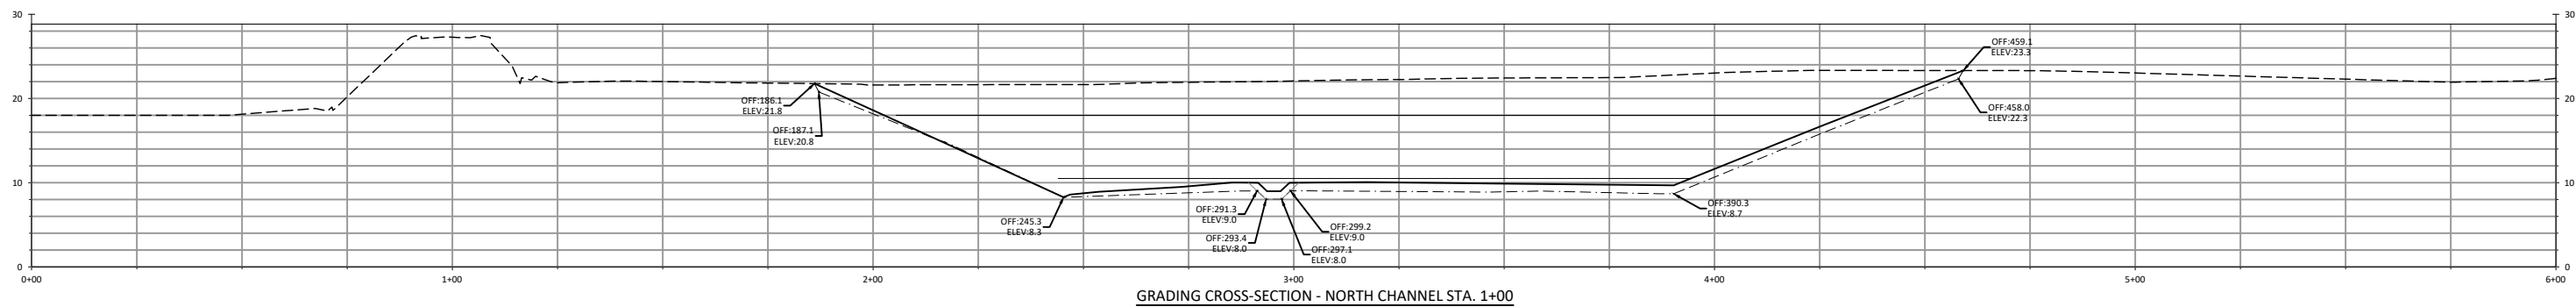 30
30
OFF:459.1
ELEV:23.3
20
OFF:186.1
ELEV:21.8
OFF:187.1
ELEV:20.8
OFF:458.0
ELEV:22.3
20
10
OFF:245.3
ELEV:8.3
OFF:291.3
ELEV:9.0
OFF:293.4
ELEV:8.0
OFF:299.2
ELEV:9.0
OFF:297.1
ELEV:8.0
OFF:390.3
ELEV:8.7
10
0
0
0+00
1+00
2+00
3+00
4+00
5+00
6+00
GRADING CROSS-SECTION - NORTH CHANNEL STA. 1+00